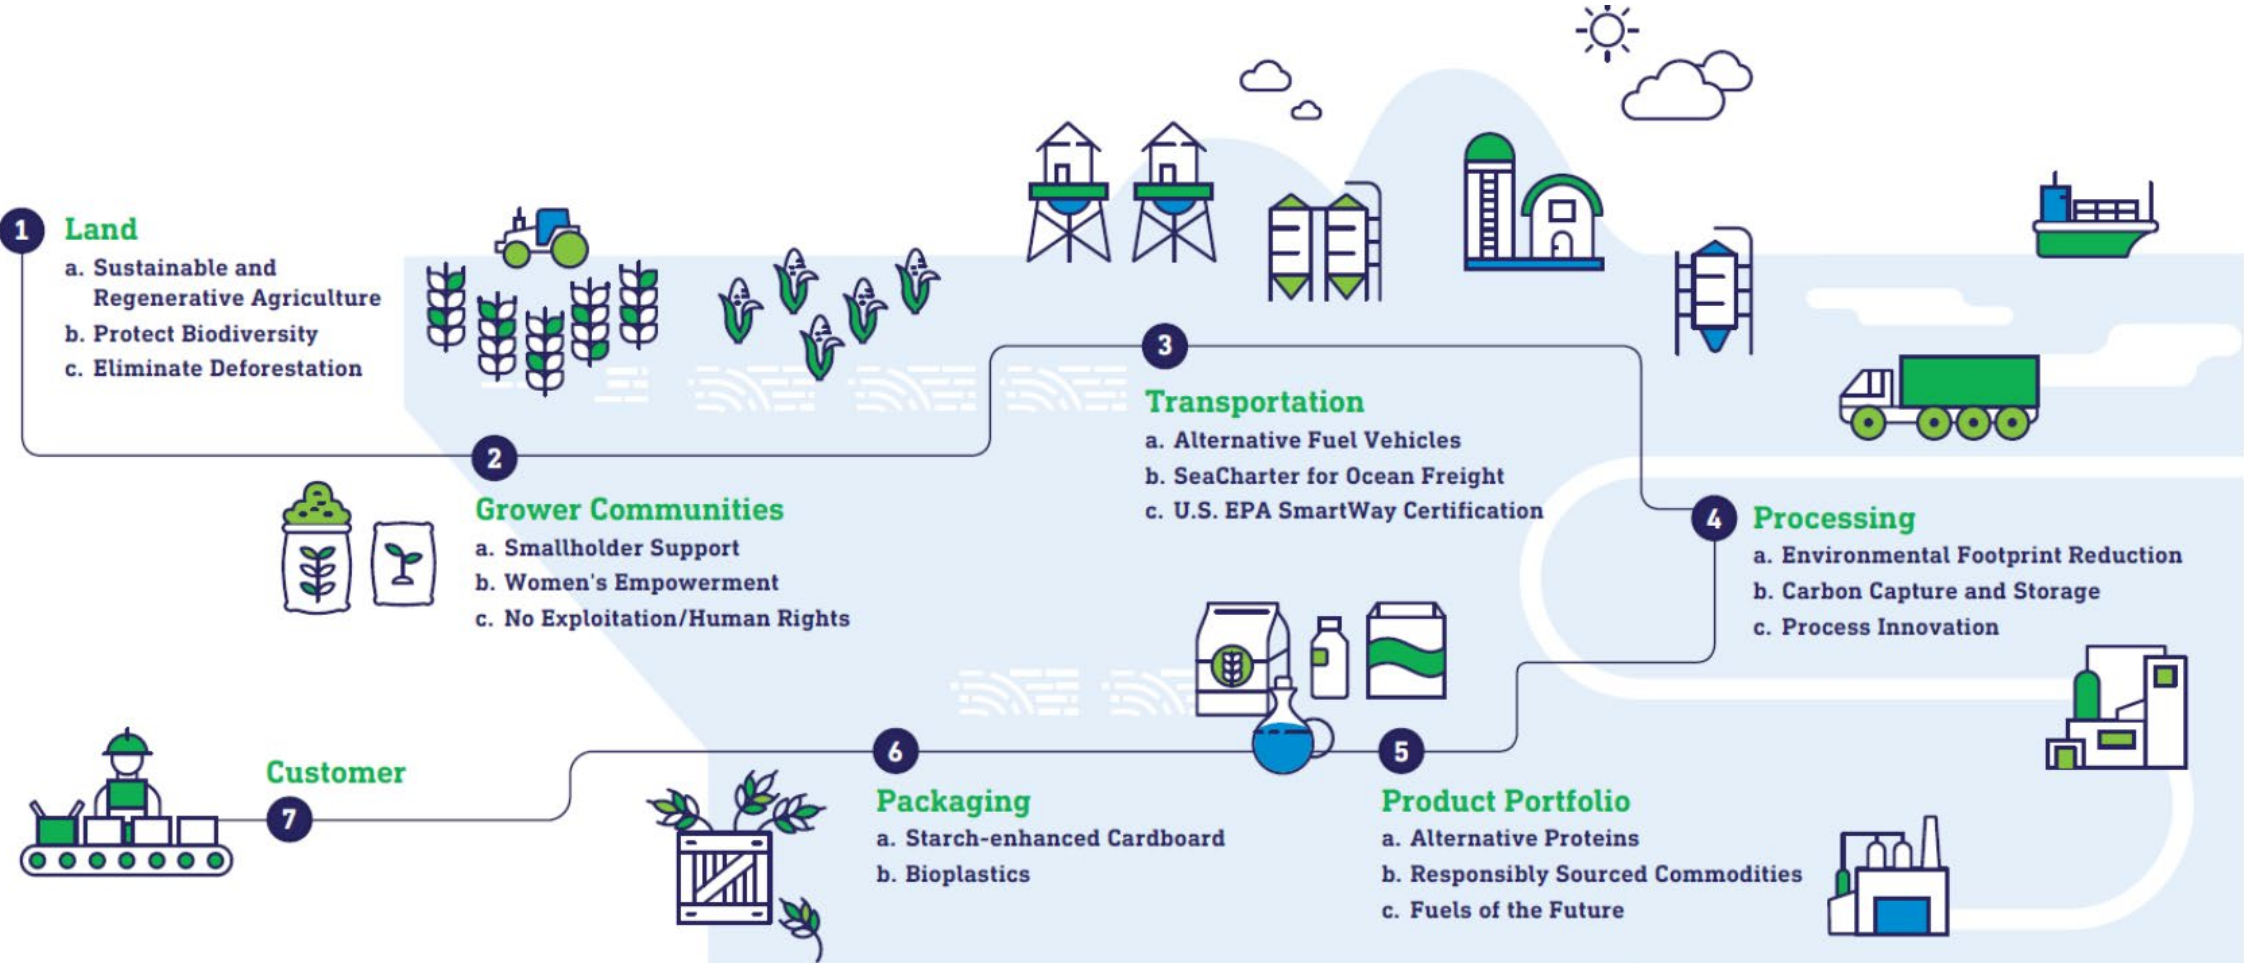 1 Land
a. Sustainable and
Regenerative Agriculture
b. Protect Biodiversity
c. Eliminate Deforestation
2
Grower Communities
a. Smallholder Support
b. Women's Empowerment
c. No Exploitation/Human Rights
3
Transportation
a. Alternative Fuel Vehicles
b. SeaCharter for Ocean Freight
c. U.S. EPA SmartWay Certification
4 Processing
a. Environmental Footprint Reduction
b. Carbon Capture and Storage
c. Process Innovation
5
Product Portfolio
a. Alternative Proteins
b. Responsibly Sourced Commodities
c. Fuels of the Future
6
Packaging
a. Starch-enhanced Cardboard
b. Bioplastics
Customer
7